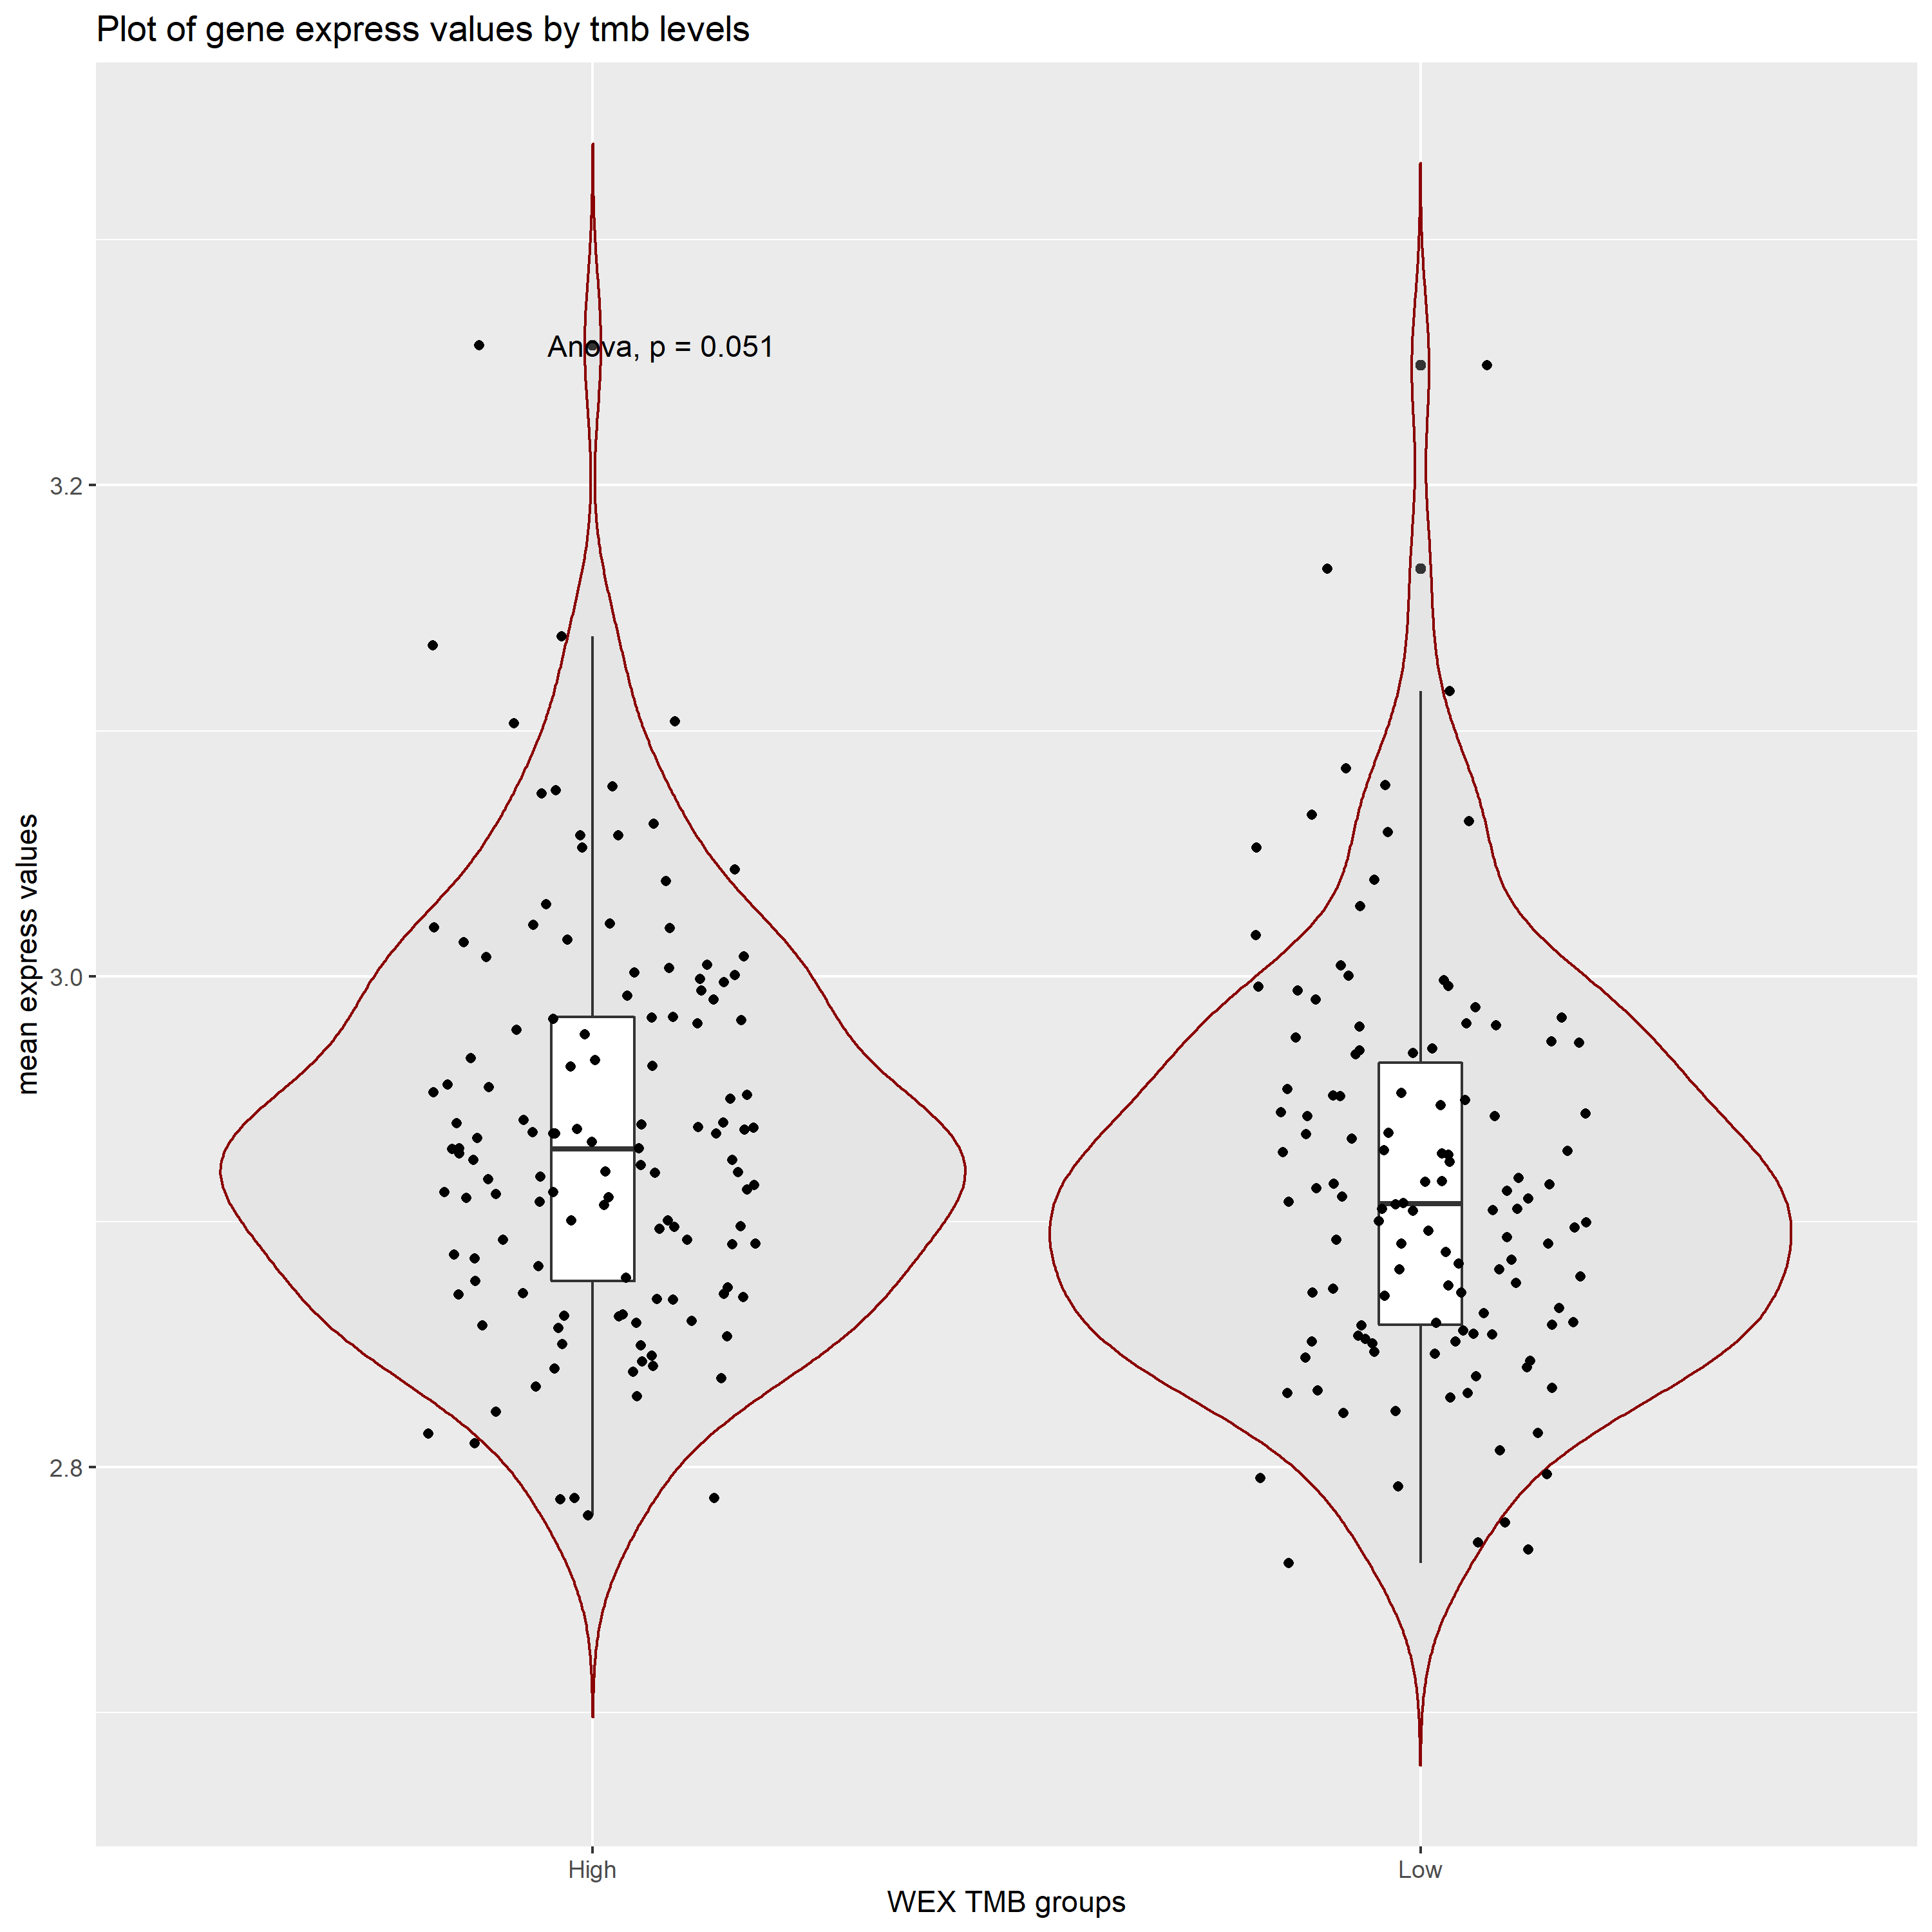 Plot of gene express values by tmb levels
Anova, p = 0.051
3.2
3.0
2.8
mean express values
High
Low
WEX TMB groups